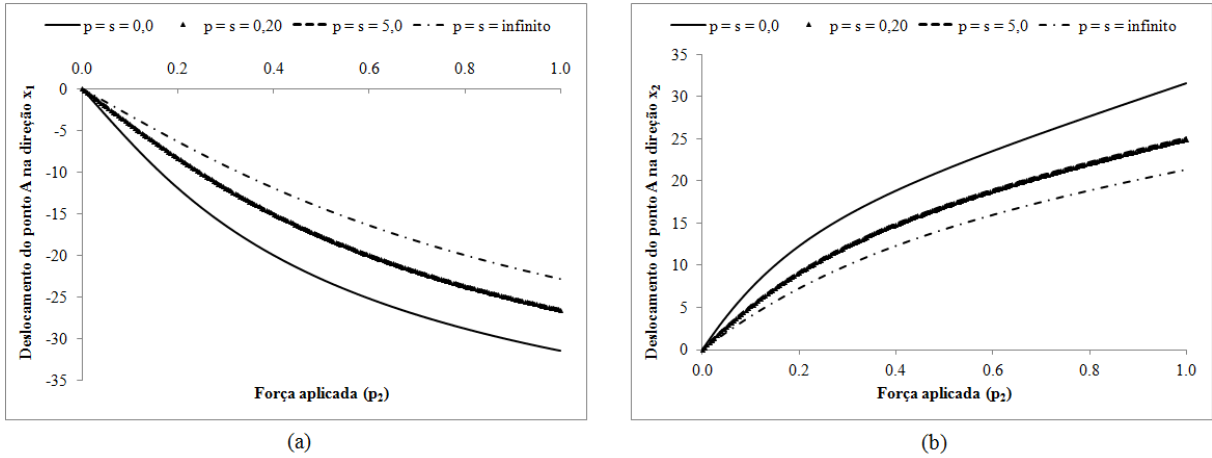 p = s = 0,0 p = s = 0,20 p = s = 5,0 p = s = infinito
0.0 0.2 0.4 0.6 0.8 1.0
0
-5
-10
-15
-20
-25
-30
-35
Deslocamento do ponto A na direção x1
Força aplicada (p2)
(a)
p = s = 0,0 p = s = 0,20 p = s = 5,0 p = s = infinito
35
30
25
20
15
10
5
0
0.0 0.2 0.4 0.6 0.8 1.0
Deslocamento do ponto A na direção x2
Força aplicada (p2)
(b)